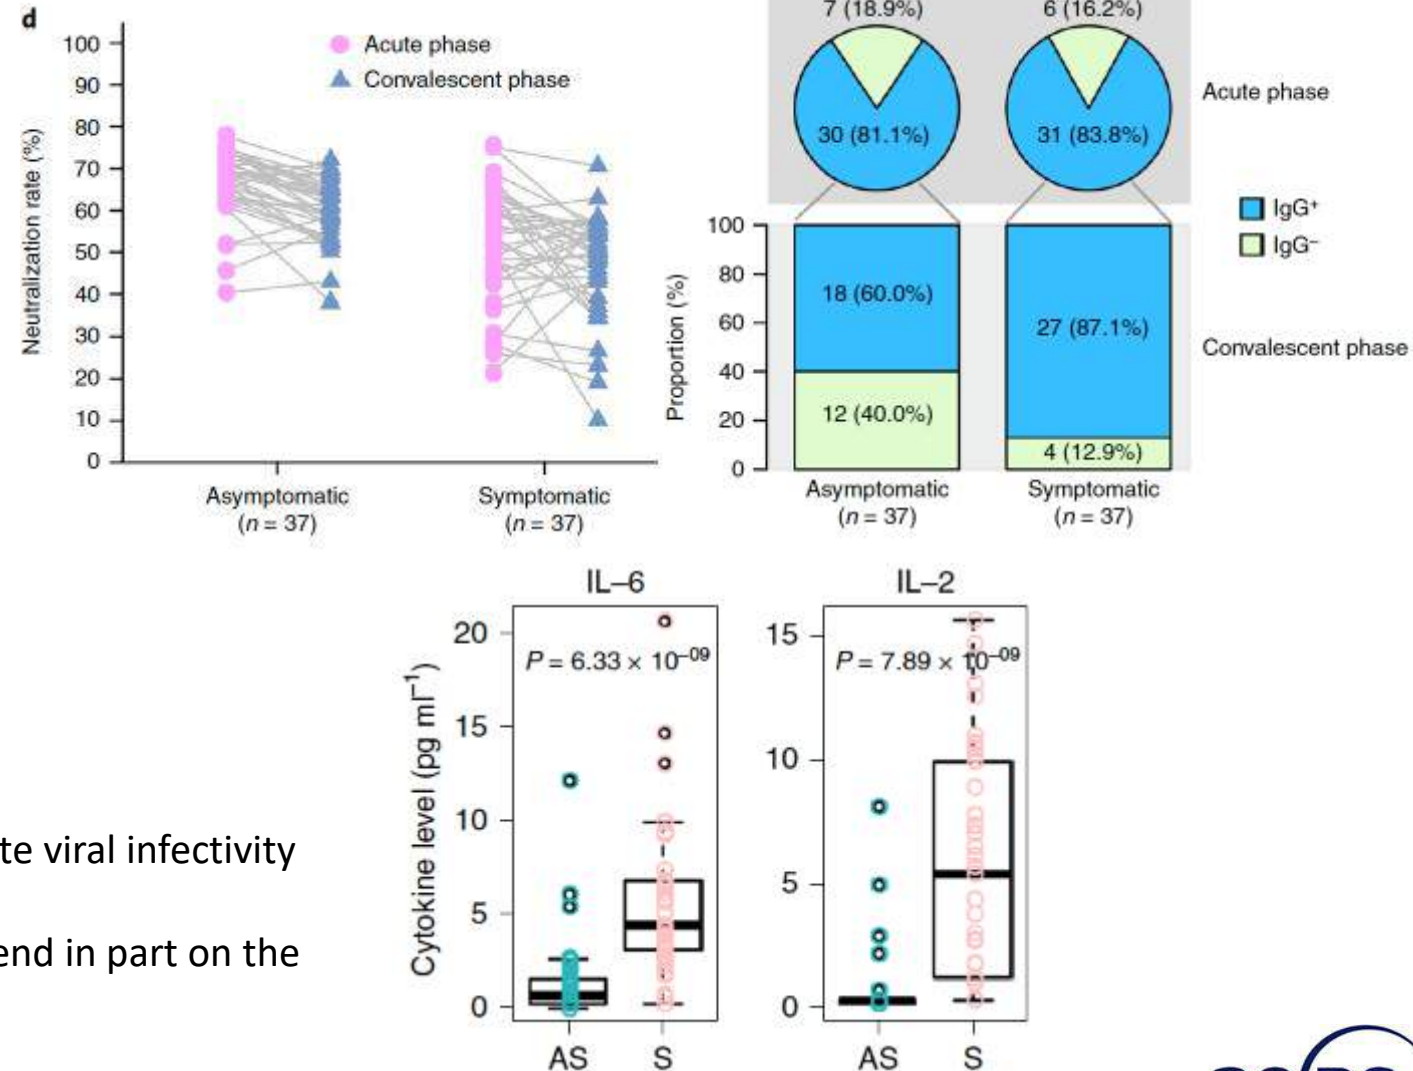 d
100
90
80
70
60
50
40
30
20
10
0
Neutralization rate (%)
Acute phase
Convalescent phase
Asymptomatic
(n = 37)
Symptomatic
(n = 37)
7 (18.9%)
6 (16.2%)
30 (81.1%)
31 (83.8%)
Acute phase
IgG⁺
IgG⁻
100
80
60
40
20
0
Proportion (%)
18 (60.0%)
27 (87.1%)
12 (40.0%)
4 (12.9%)
Convalescent phase
Asymptomatic
(n = 37)
Symptomatic
(n = 37)
IL–6
IL–2
20
15
10
5
0
Cytokine level (pg ml⁻¹)
P = 6.33 × 10⁻⁰⁹
AS
S
15
10
5
0
P = 7.89 × 10⁻⁰⁹
AS
S
te viral infectivity
end in part on the